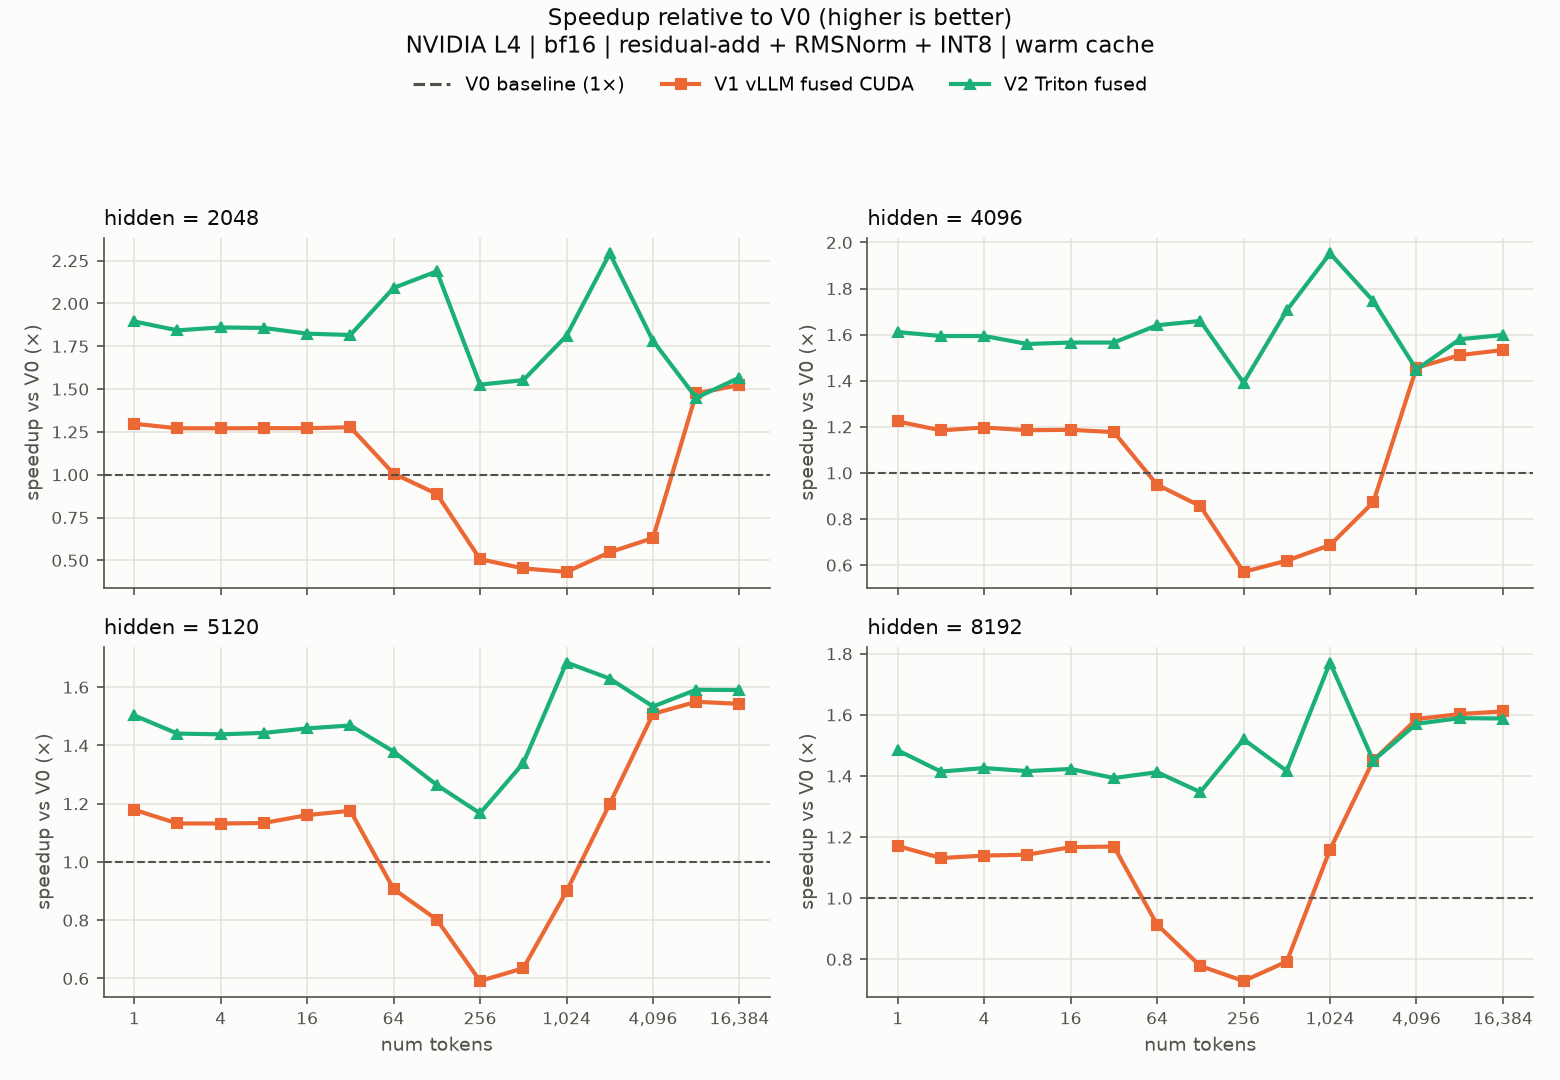 Speedup relative to V0 (higher is better)
NVIDIA L4 | bf16 | residual-add + RMSNorm + INT8 | warm cache
V0 baseline (1×) V1 vLLM fused CUDA V2 Triton fused
hidden = 2048
speedup vs V0 (×)
2.25
2.00
1.75
1.50
1.25
1.00
0.75
0.50
hidden = 4096
speedup vs V0 (×)
2.0
1.8
1.6
1.4
1.2
1.0
0.8
0.6
hidden = 5120
speedup vs V0 (×)
1.6
1.4
1.2
1.0
0.8
0.6
1 4 16 64 256 1,024 4,096 16,384
num tokens
hidden = 8192
speedup vs V0 (×)
1.8
1.6
1.4
1.2
1.0
0.8
1 4 16 64 256 1,024 4,096 16,384
num tokens